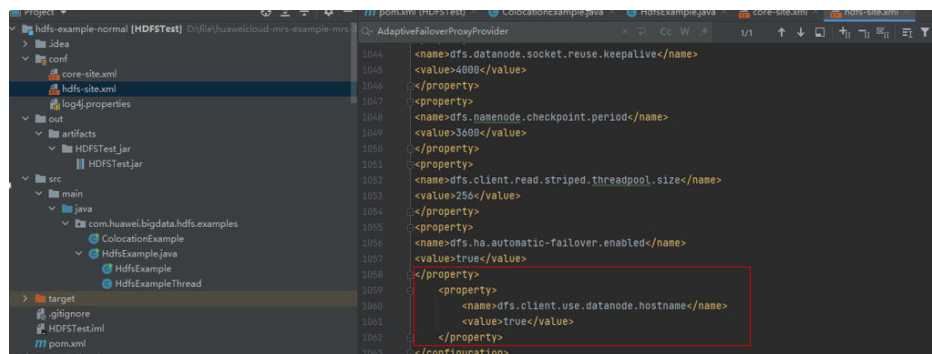 Project
pom.xml (HDFSTest)
ColocationExample.java
HdfsExample.java
core-site.xml
hdfs-site.xml
hdfs-example-normal [HDFSTest] D:\file\huaweicloud-mrs-example-mrs-3
.idea
conf
core-site.xml
hdfs-site.xml
log4j.properties
out
artifacts
HDFSTest_jar
HDFSTest.jar
src
main
java
com.huawei.bigdata.hdfs.examples
ColocationExample
HdfsExample.java
HdfsExample
HdfsExampleThread
target
.gitignore
HDFSTest.iml
pom.xml
AdaptiveFailoverProxyProvider
Cc W .*
1/1
1044 <name>dfs.datanode.socket.reuse.keepalive</name>
1045 <value>4000</value>
1046 </property>
1047 <property>
1048 <name>dfs.namenode.checkpoint.period</name>
1049 <value>3600</value>
1050 </property>
1051 <property>
1052 <name>dfs.client.read.striped.threadpool.size</name>
1053 <value>256</value>
1054 </property>
1055 <property>
1056 <name>dfs.ha.automatic-failover.enabled</name>
1057 <value>true</value>
1058 </property>
1059 <property>
1060 <name>dfs.client.use.datanode.hostname</name>
1061 <value>true</value>
1062 </property>
1063 </configuration>